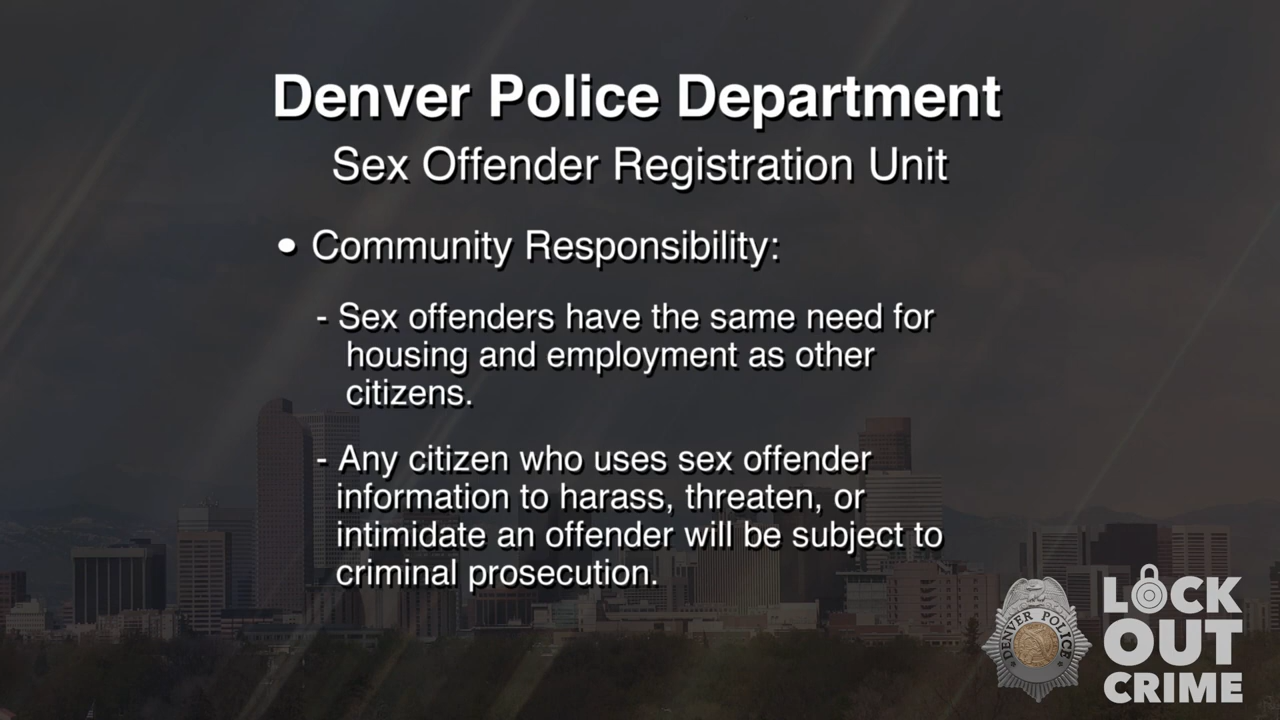 Denver Police Department
Sex Offender Registration Unit
• Community Responsibility:
- Sex offenders have the same need for
housing and employment as other
citizens.
- Any citizen who uses sex offender
information to harass, threaten, or
intimidate an offender will be subject to
criminal prosecution.
DENVER POLICE
LOCK
OUT
CRIME